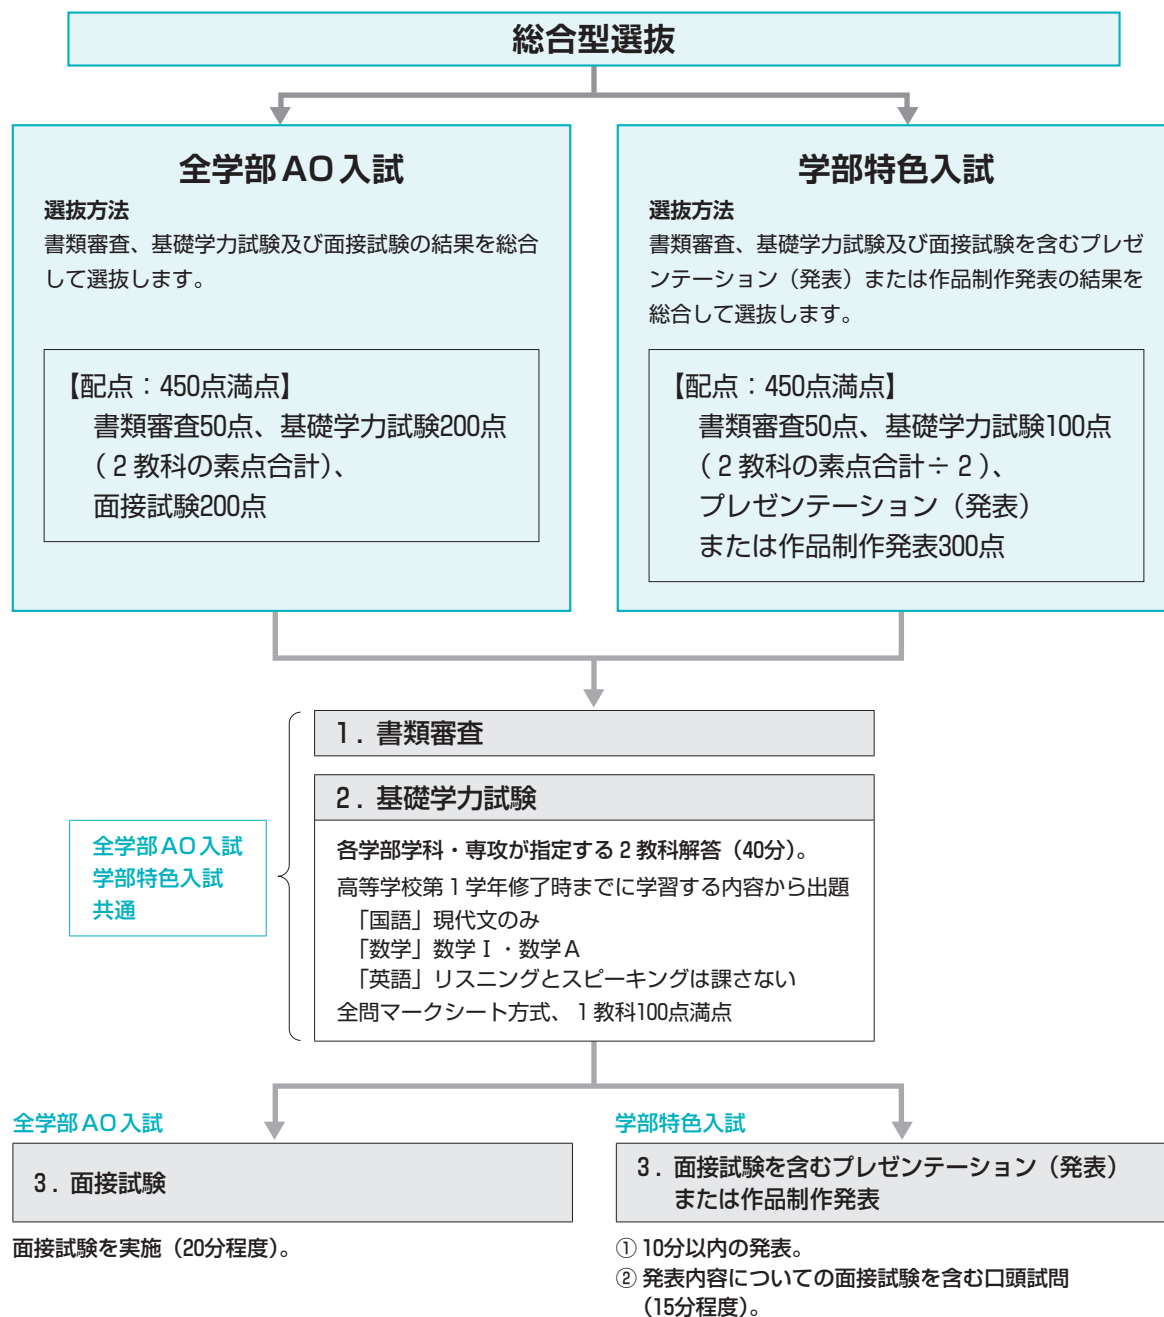 総合型選抜
全学部AO入試
選抜方法
書類審査、基礎学力試験及び面接試験の結果を総合
して選抜します。
【配点：450点満点】
書類審査50点、基礎学力試験200点
（2教科の素点合計）、
面接試験200点
学部特色入試
選抜方法
書類審査、基礎学力試験及び面接試験を含むプレゼ
ンテーション（発表）または作品制作発表の結果を
総合して選抜します。
【配点：450点満点】
書類審査50点、基礎学力試験100点
（2教科の素点合計÷2）、
プレゼンテーション（発表）
または作品制作発表300点
1. 書類審査
2. 基礎学力試験
各学部学科・専攻が指定する2教科解答（40分）。
高等学校第1学年修了時までに学習する内容から出題
「国語」現代文のみ
「数学」数学Ⅰ・数学A
「英語」リスニングとスピーキングは課さない
全問マークシート方式、1教科100点満点
全学部AO入試
学部特色入試
共通
全学部AO入試
3. 面接試験
面接試験を実施（20分程度）。
学部特色入試
3. 面接試験を含むプレゼンテーション（発表）
または作品制作発表
① 10分以内の発表。
② 発表内容についての面接試験を含む口頭試問
（15分程度）。